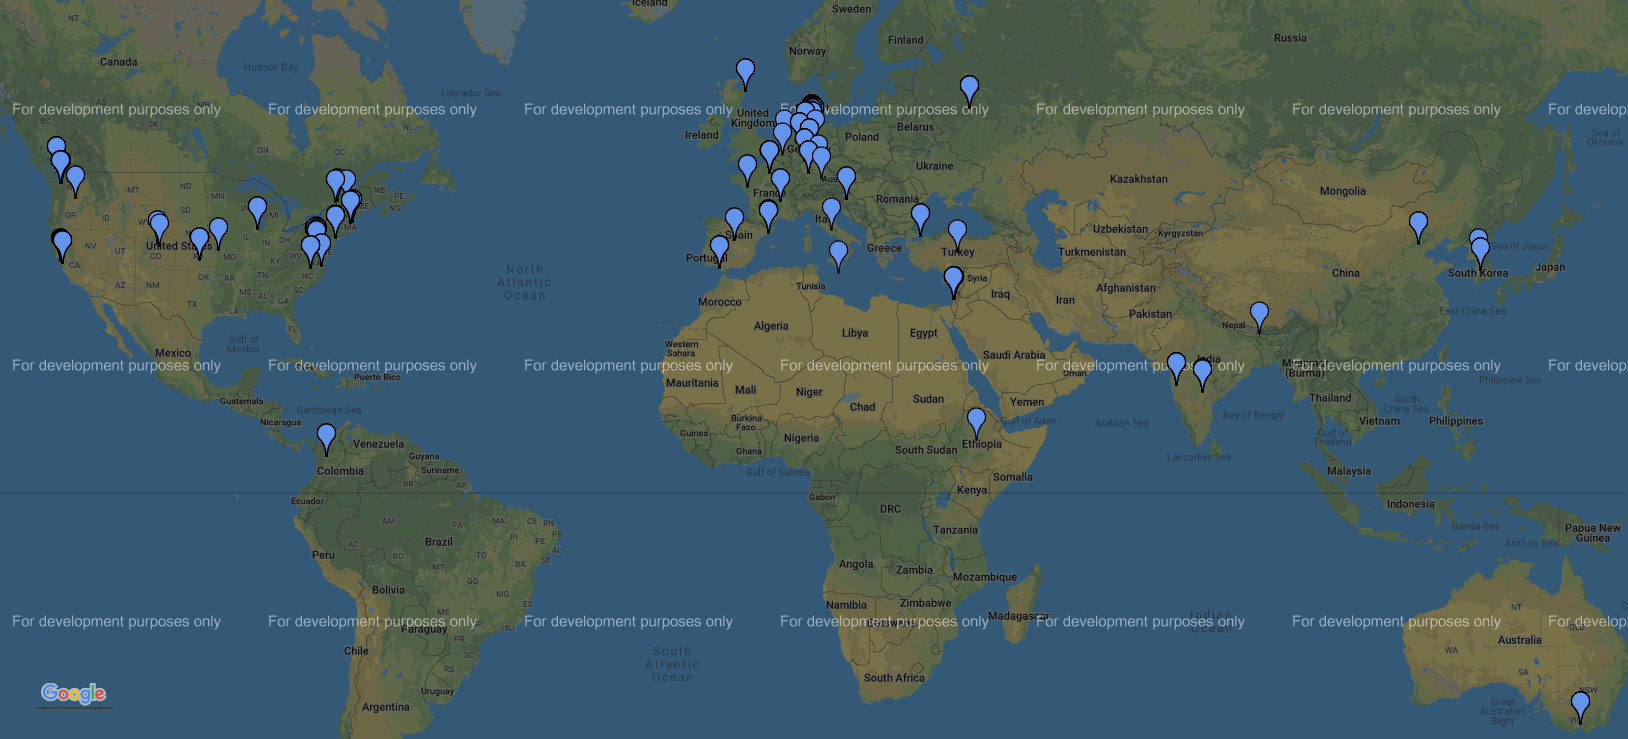 Iceland
Sweden
Norway
Finland
Russia
NT
Canada
Hudson Bay
Labrador Sea
For development purposes only
For development purposes only
For development purposes only
For development purposes only
For development purposes only
For development purposes only
For develop
AB
MB
NL
BC
SK
ON
QC
United
Kingdom
Ireland
Poland
Belarus
Ukraine
Sea of
Okhotsk
Kazakhstan
Mongolia
MT
ND
MN
SD
OR
ID
NB
PE
NS
ME
MA
France
Romania
Spain
Portugal
Greece
Turkey
Uzbekistan
Kyrgyzstan
Turkmenistan
Sea of Japan
South Korea
Japan
China
NV
UT
CO
CA
AZ
NM
United States
IL
IN
OH
MO
KY
WV
OK
AR
TN
NC
MS
AL
SC
GA
TX
LA
FL
North
Atlantic
Ocean
Tunisia
Syria
Iraq
Iran
Afghanistan
Pakistan
Nepal
East China Sea
Morocco
Algeria
Libya
Egypt
Western
Sahara
Saudi Arabia
Oman
India
Gulf of
Mexico
Mexico
For development purposes only
For development purposes only
For development purposes only
For development purposes only
For development purposes only
For development purposes only
For develop
Puerto Rico
Mauritania
Mali
Niger
Chad
Sudan
Yemen
(Burma)
Thailand
Vietnam
Philippines
Philippine Sea
South
China Sea
Guatemala
Nicaragua
Caribbean Sea
Burkina
Faso
Guinea
Ghana
Nigeria
Gulf of Aden
Ethiopia
South Sudan
Somalia
Arabian Sea
Bay of Bengal
Gulf of
Thailand
Laccadive Sea
Malaysia
Venezuela
Guyana
Suriname
Colombia
RR
AP
Gulf of Guinea
Ecuador
Gabon
Kenya
DRC
Tanzania
Indonesia
Banda Sea
Arafura Sea
Papua New
Guinea
AM
PA
MA
CE
RN
PB
PI
PE
AL
SE
AC
RO
TO
BA
MT
GO
MG
ES
MS
Brazil
Peru
Bolivia
Angola
Zambia
Mozambique
Zimbabwe
Namibia
Madagascar
Indian
Ocean
For development purposes only
For development purposes only
For development purposes only
For development purposes only
For development purposes only
For development purposes only
For develop
Paraguay
RJ
PR
SC
RS
Chile
Uruguay
Argentina
South
Atlantic
Ocean
South Africa
NT
QLD
Australia
WA
SA
NSW
VIC
Great
Australian
Bight
Google